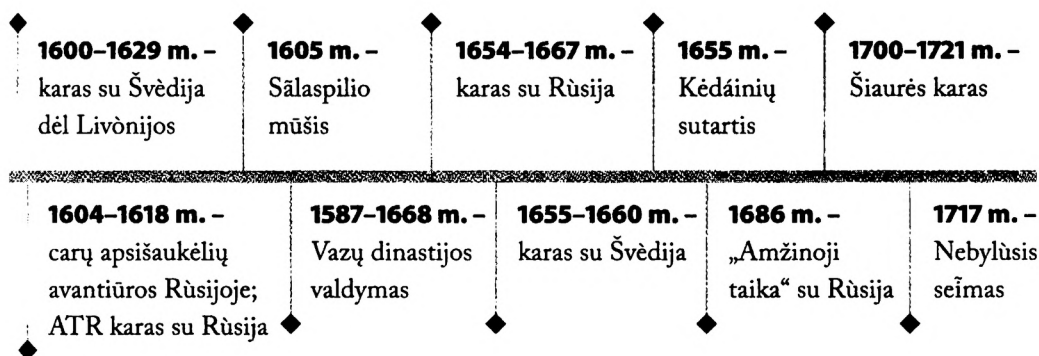 1600–1629 m. –
karas su Švèdija
dėl Livònijos
1605 m. –
Sãlaspilio
mūšis
1654–1667 m. –
karas su Rùsija
1655 m. –
Kėdáinių
sutartis
1700–1721 m. –
Šiaurės karas
1604–1618 m. –
carų apsišaukėlių
avantiūros Rùsijoje;
ATR karas su Rùsija
1587–1668 m. –
Vazų dinastijos
valdymas
1655–1660 m. –
karas su Švèdija
1686 m. –
„Amžinoji
taika“ su Rùsija
1717 m. –
Nebylùsis
seĩmas